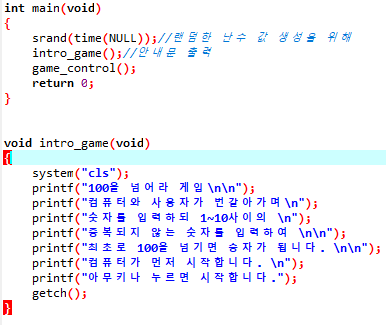 int main(void)
{
srand(time(NULL));//랜덤한 난수 값 생성을 위해
intro_game();//안내문 출력
game_control();
return 0;
}
void intro_game(void)
{
system("cls");
printf("100을 넘어라 게임\n\n");
printf("컴퓨터와 사용자가 번갈아가며\n");
printf("숫자를 입력하되 1~10사이의 \n");
printf("중복되지 않는 숫자를 입력하여 \n\n");
printf("최초로 100을 넘기면 승자가 됩니다. \n\n");
printf("컴퓨터가 먼저 시작합니다. \n");
printf("아무키나 누르면 시작합니다.");
getch();
}